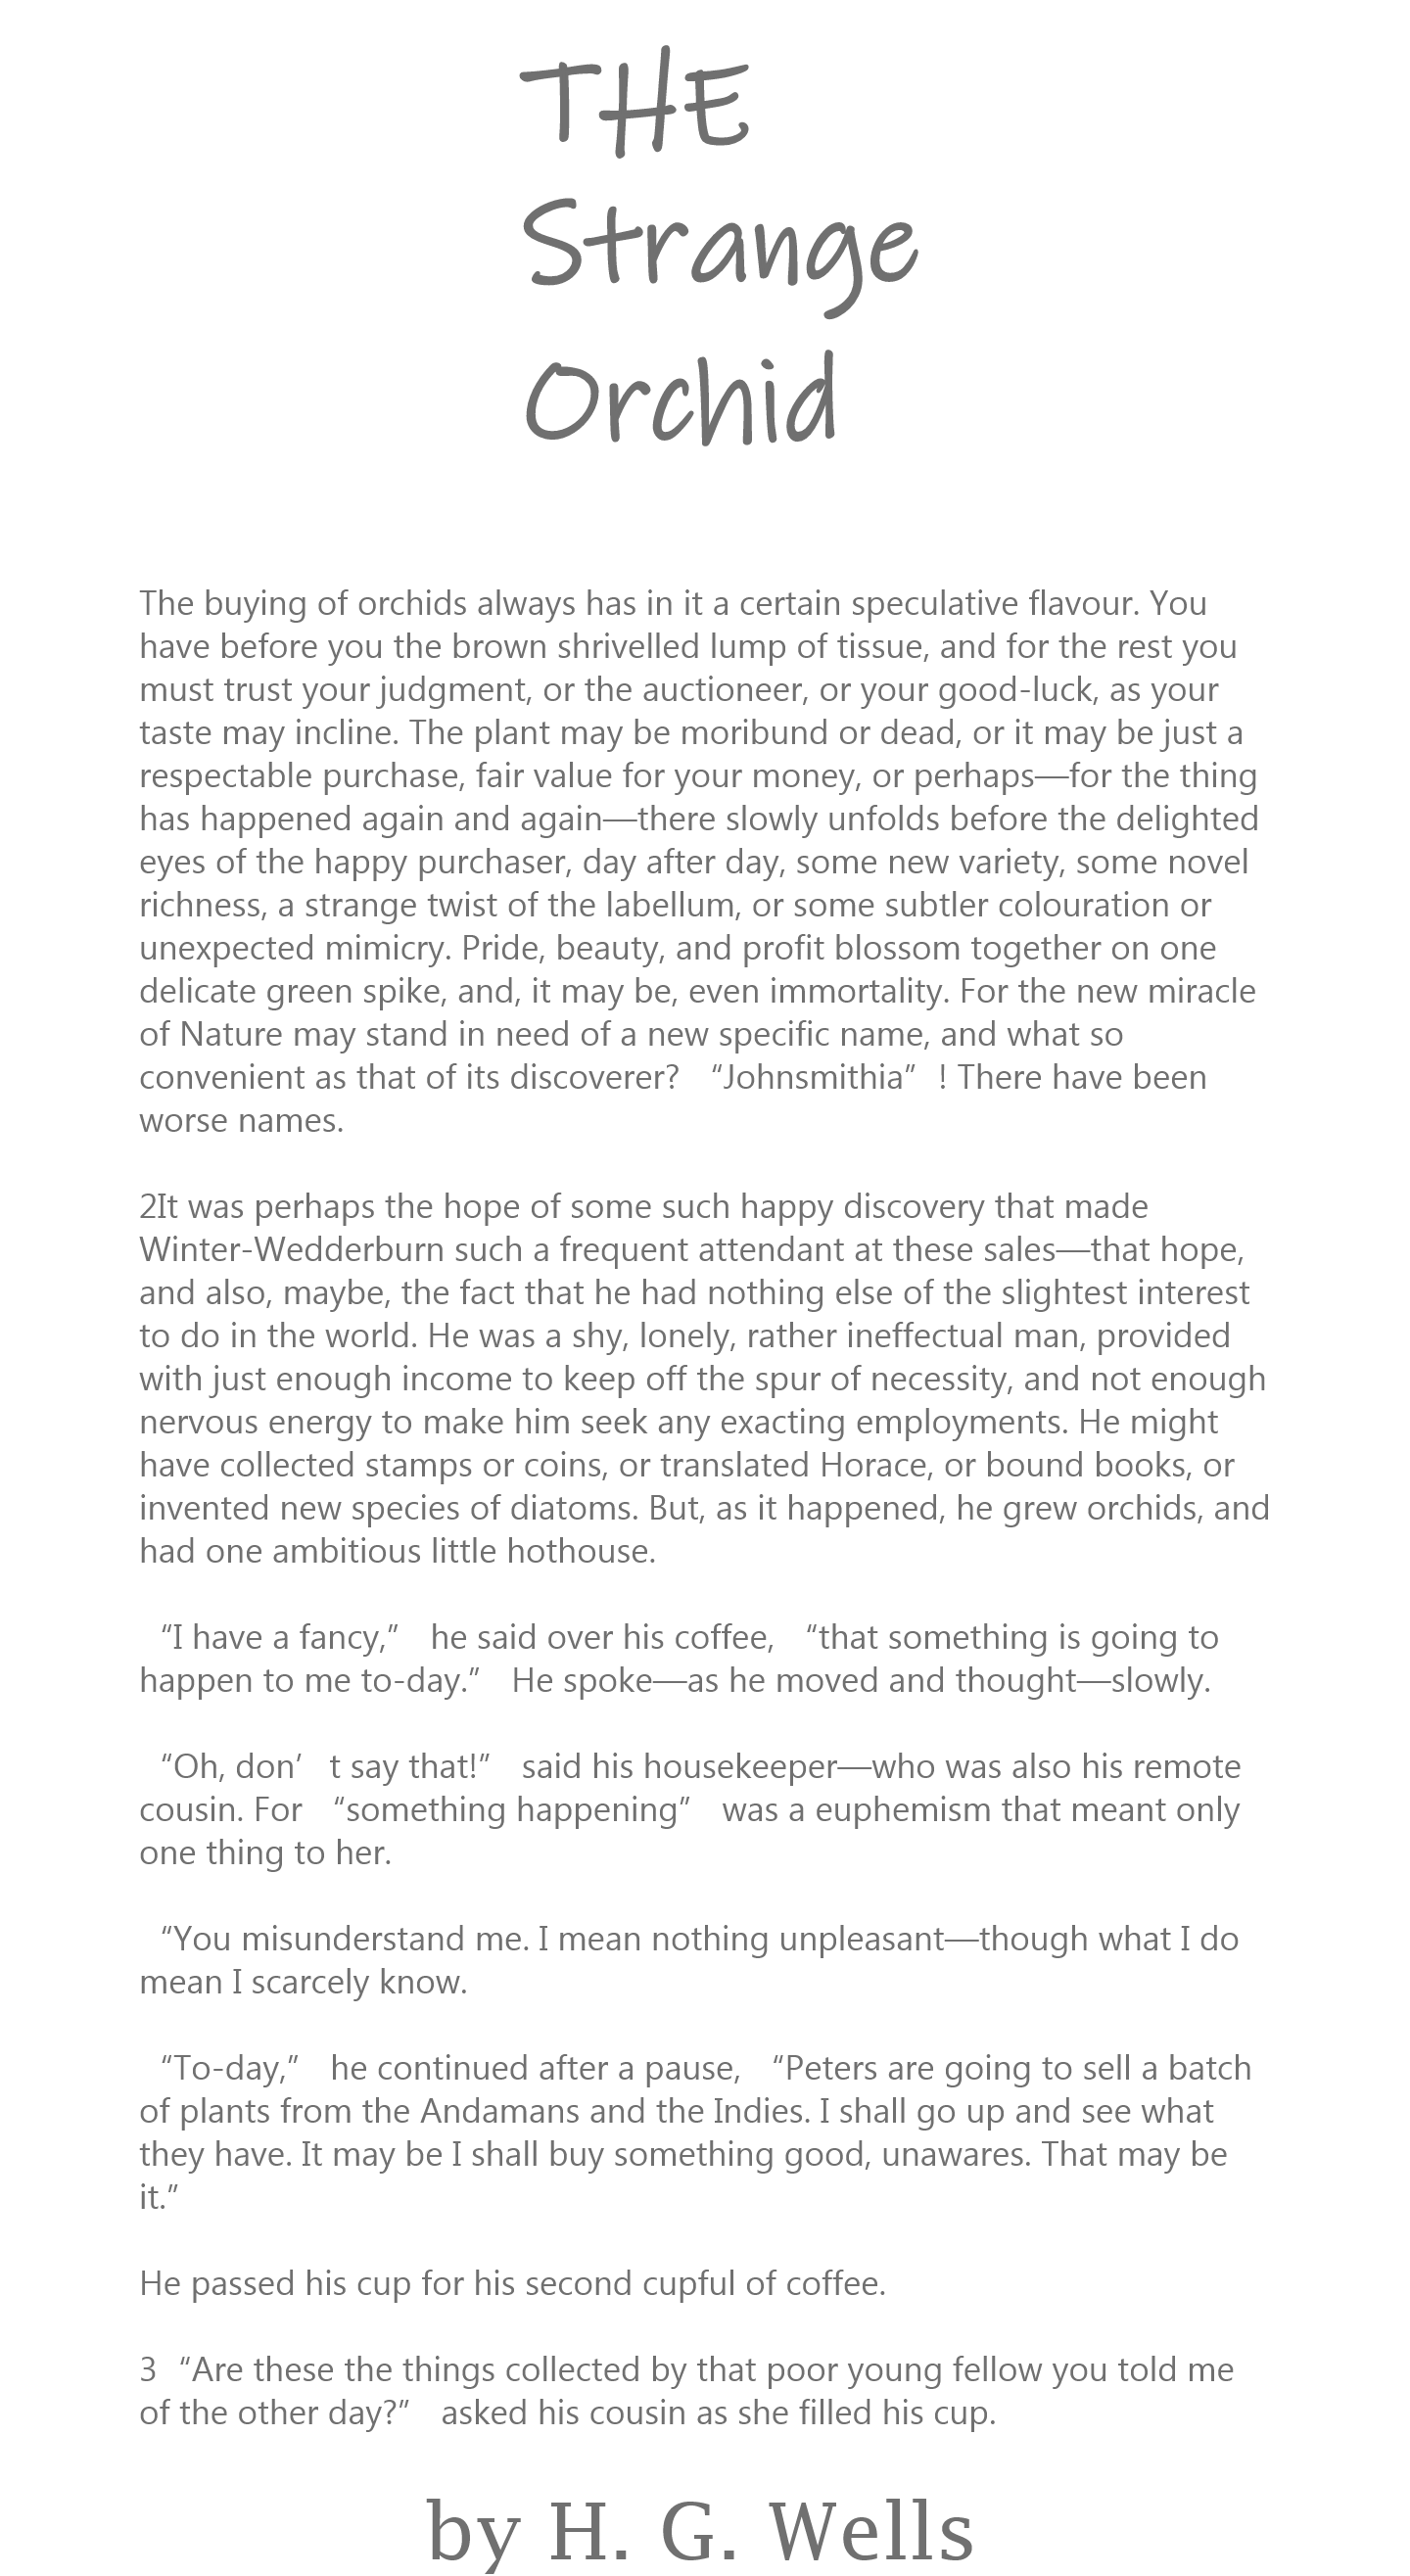 THE
Strange
Orchid
The buying of orchids always has in it a certain speculative flavour. You
have before you the brown shrivelled lump of tissue, and for the rest you
must trust your judgment, or the auctioneer, or your good-luck, as your
taste may incline. The plant may be moribund or dead, or it may be just a
respectable purchase, fair value for your money, or perhaps—for the thing
has happened again and again—there slowly unfolds before the delighted
eyes of the happy purchaser, day after day, some new variety, some novel
richness, a strange twist of the labellum, or some subtler colouration or
unexpected mimicry. Pride, beauty, and profit blossom together on one
delicate green spike, and, it may be, even immortality. For the new miracle
of Nature may stand in need of a new specific name, and what so
convenient as that of its discoverer? “Johnsmithia” ! There have been
worse names.
2It was perhaps the hope of some such happy discovery that made
Winter-Wedderburn such a frequent attendant at these sales—that hope,
and also, maybe, the fact that he had nothing else of the slightest interest
to do in the world. He was a shy, lonely, rather ineffectual man, provided
with just enough income to keep off the spur of necessity, and not enough
nervous energy to make him seek any exacting employments. He might
have collected stamps or coins, or translated Horace, or bound books, or
invented new species of diatoms. But, as it happened, he grew orchids, and
had one ambitious little hothouse.
“I have a fancy,” he said over his coffee, “that something is going to
happen to me to-day.” He spoke—as he moved and thought—slowly.
“Oh, don’ t say that!” said his housekeeper—who was also his remote
cousin. For “something happening” was a euphemism that meant only
one thing to her.
“You misunderstand me. I mean nothing unpleasant—though what I do
mean I scarcely know.
“To-day,” he continued after a pause, “Peters are going to sell a batch
of plants from the Andamans and the Indies. I shall go up and see what
they have. It may be I shall buy something good, unawares. That may be
it.”
He passed his cup for his second cupful of coffee.
3 “Are these the things collected by that poor young fellow you told me
of the other day?” asked his cousin as she filled his cup.
by H. G. Wells